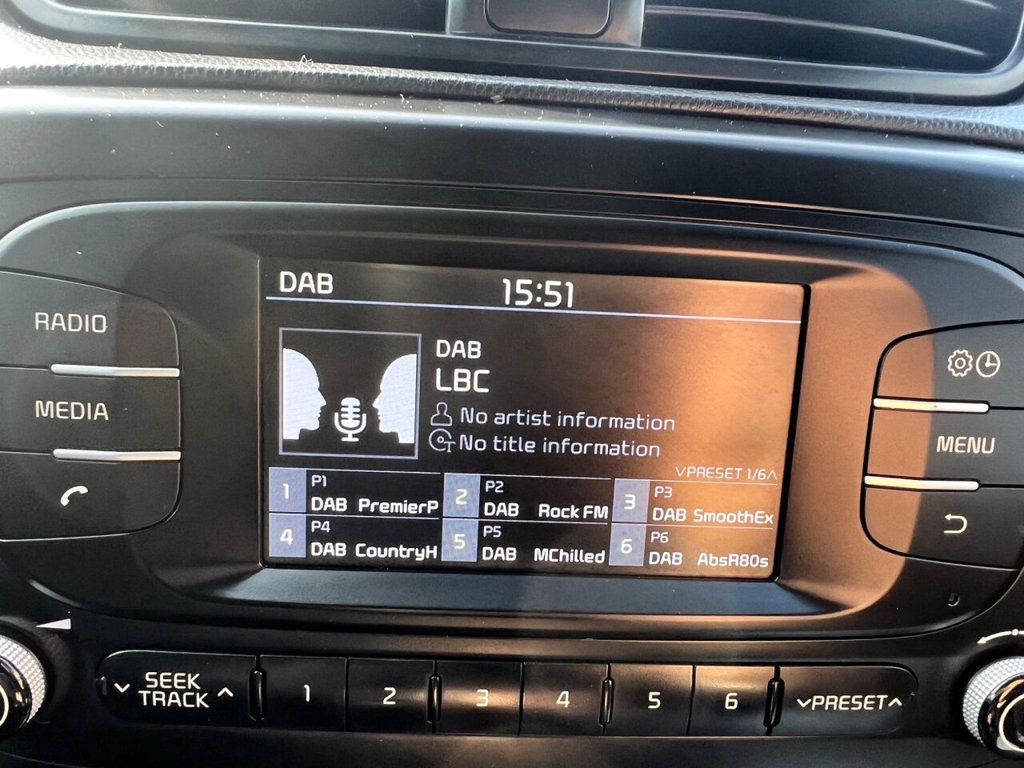 DAB 15:51
RADIO
MEDIA
DAB
LBC
No artist information
No title information
MENU
PRESET 1/6
1 P1 2 P2 3 P3
DAB PremierP DAB Rock FM DAB SmoothEx
4 P4 5 P5 6 P6
DAB CountryH DAB MChilled DAB AbsR80s
SEEK
TRACK
1 2 3 4 5 6
PRESET